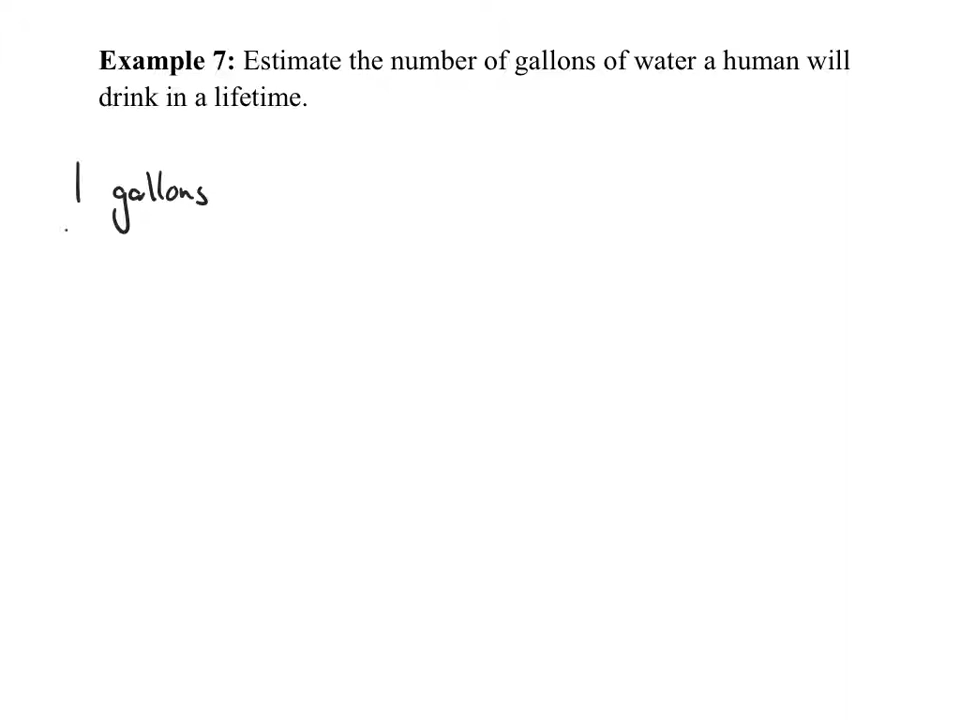 Example 7: Estimate the number of gallons of water a human will
drink in a lifetime.
1 gallons